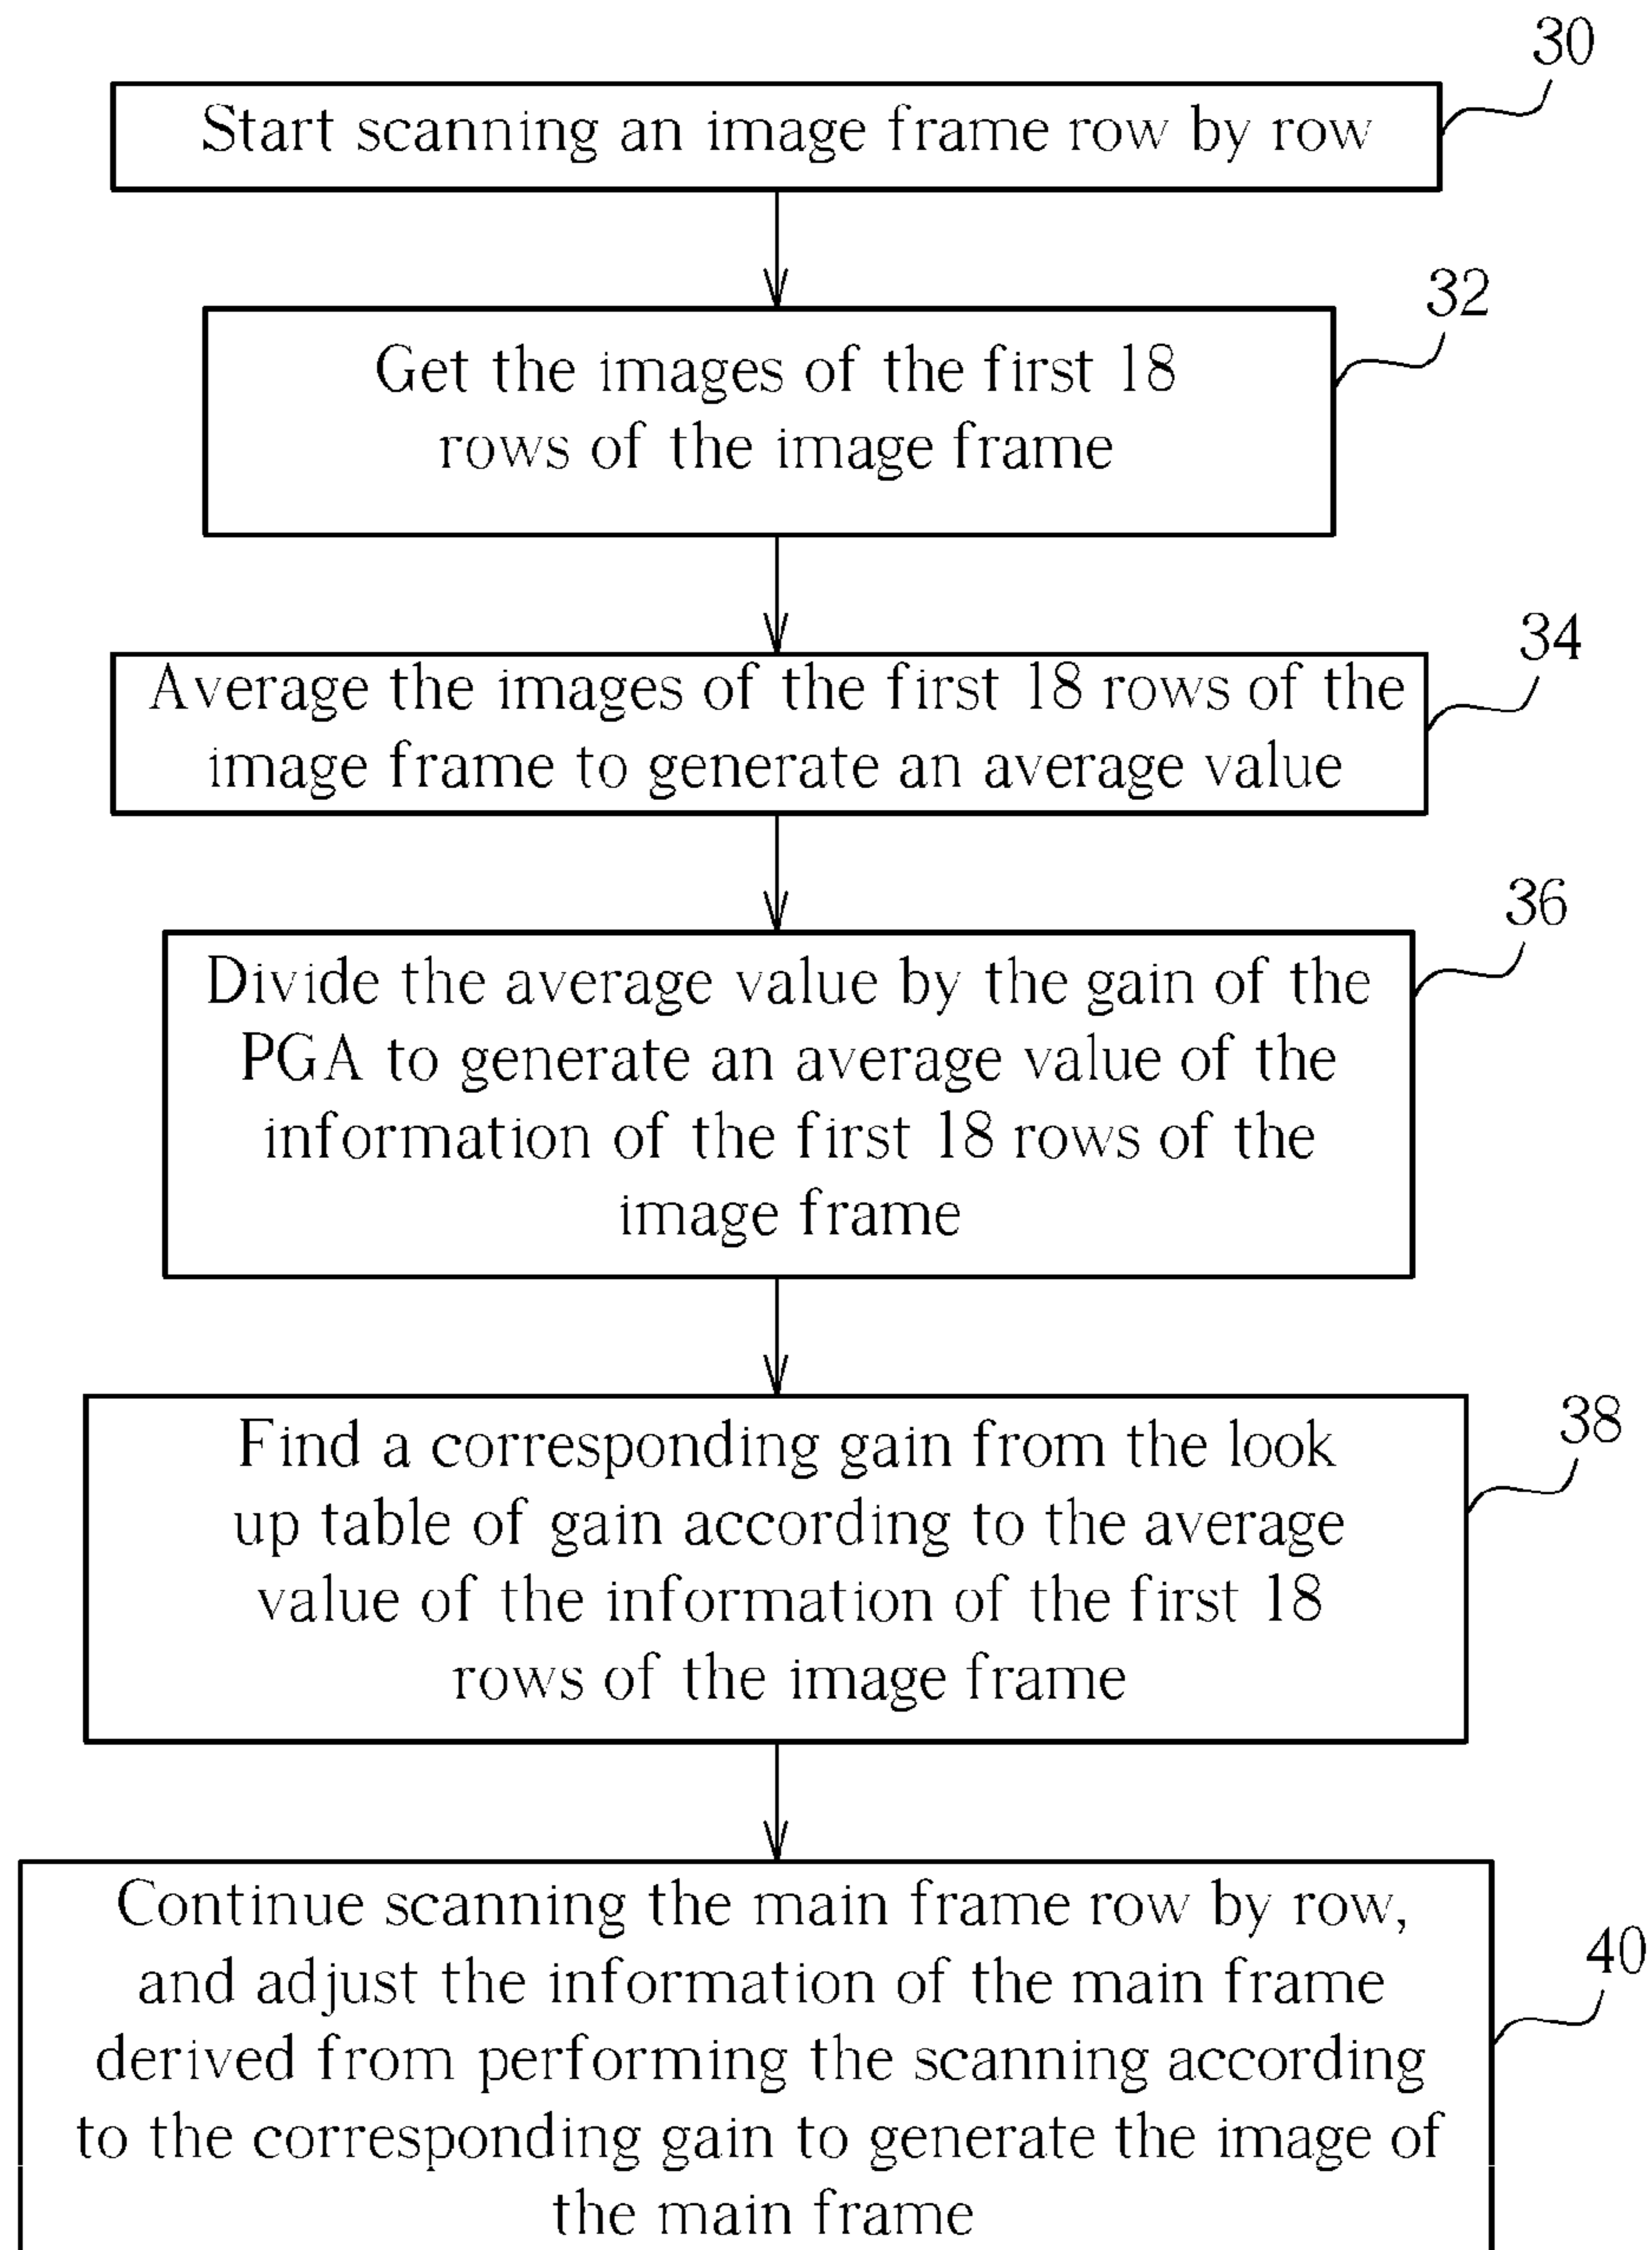 30
Start scanning an image frame row by row
32
Get the images of the first 18
rows of the image frame
34
Average the images of the first 18 rows of the
image frame to generate an average value
36
Divide the average value by the gain of the
PGA to generate an average value of the
information of the first 18 rows of the
image frame
38
Find a corresponding gain from the look
up table of gain according to the average
value of the information of the first 18
rows of the image frame
40
Continue scanning the main frame row by row,
and adjust the information of the main frame
derived from performing the scanning according
to the corresponding gain to generate the image of
the main frame